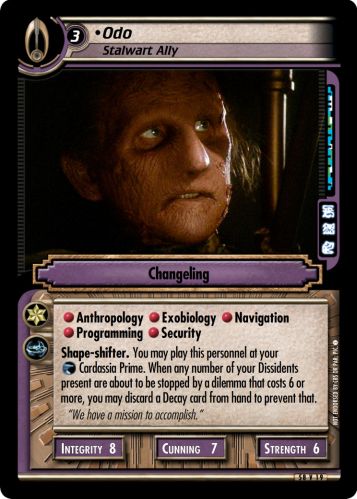 3
•Odo
Stalwart Ally
Changeling
•Anthropology •Exobiology •Navigation
•Programming •Security
Shape-shifter. You may play this personnel at your
Cardassia Prime. When any number of your Dissidents
present are about to be stopped by a dilemma that costs 6 or
more, you may discard a Decay card from hand to prevent that.
"We have a mission to accomplish."
INTEGRITY 8 CUNNING 7 STRENGTH 6
5B V 19